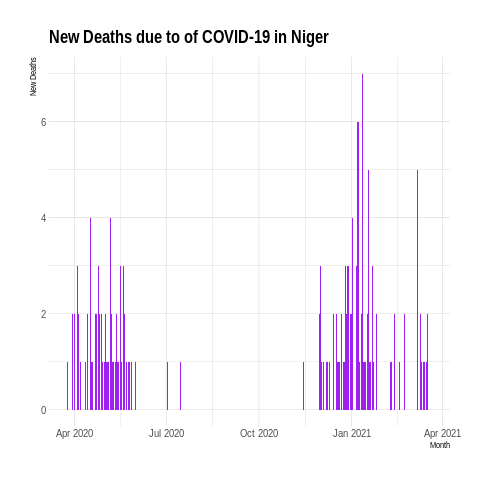 New Deaths due to of COVID-19 in Niger
New Deaths
6
4
2
0
Apr 2020 Jul 2020 Oct 2020 Jan 2021 Apr 2021
Month